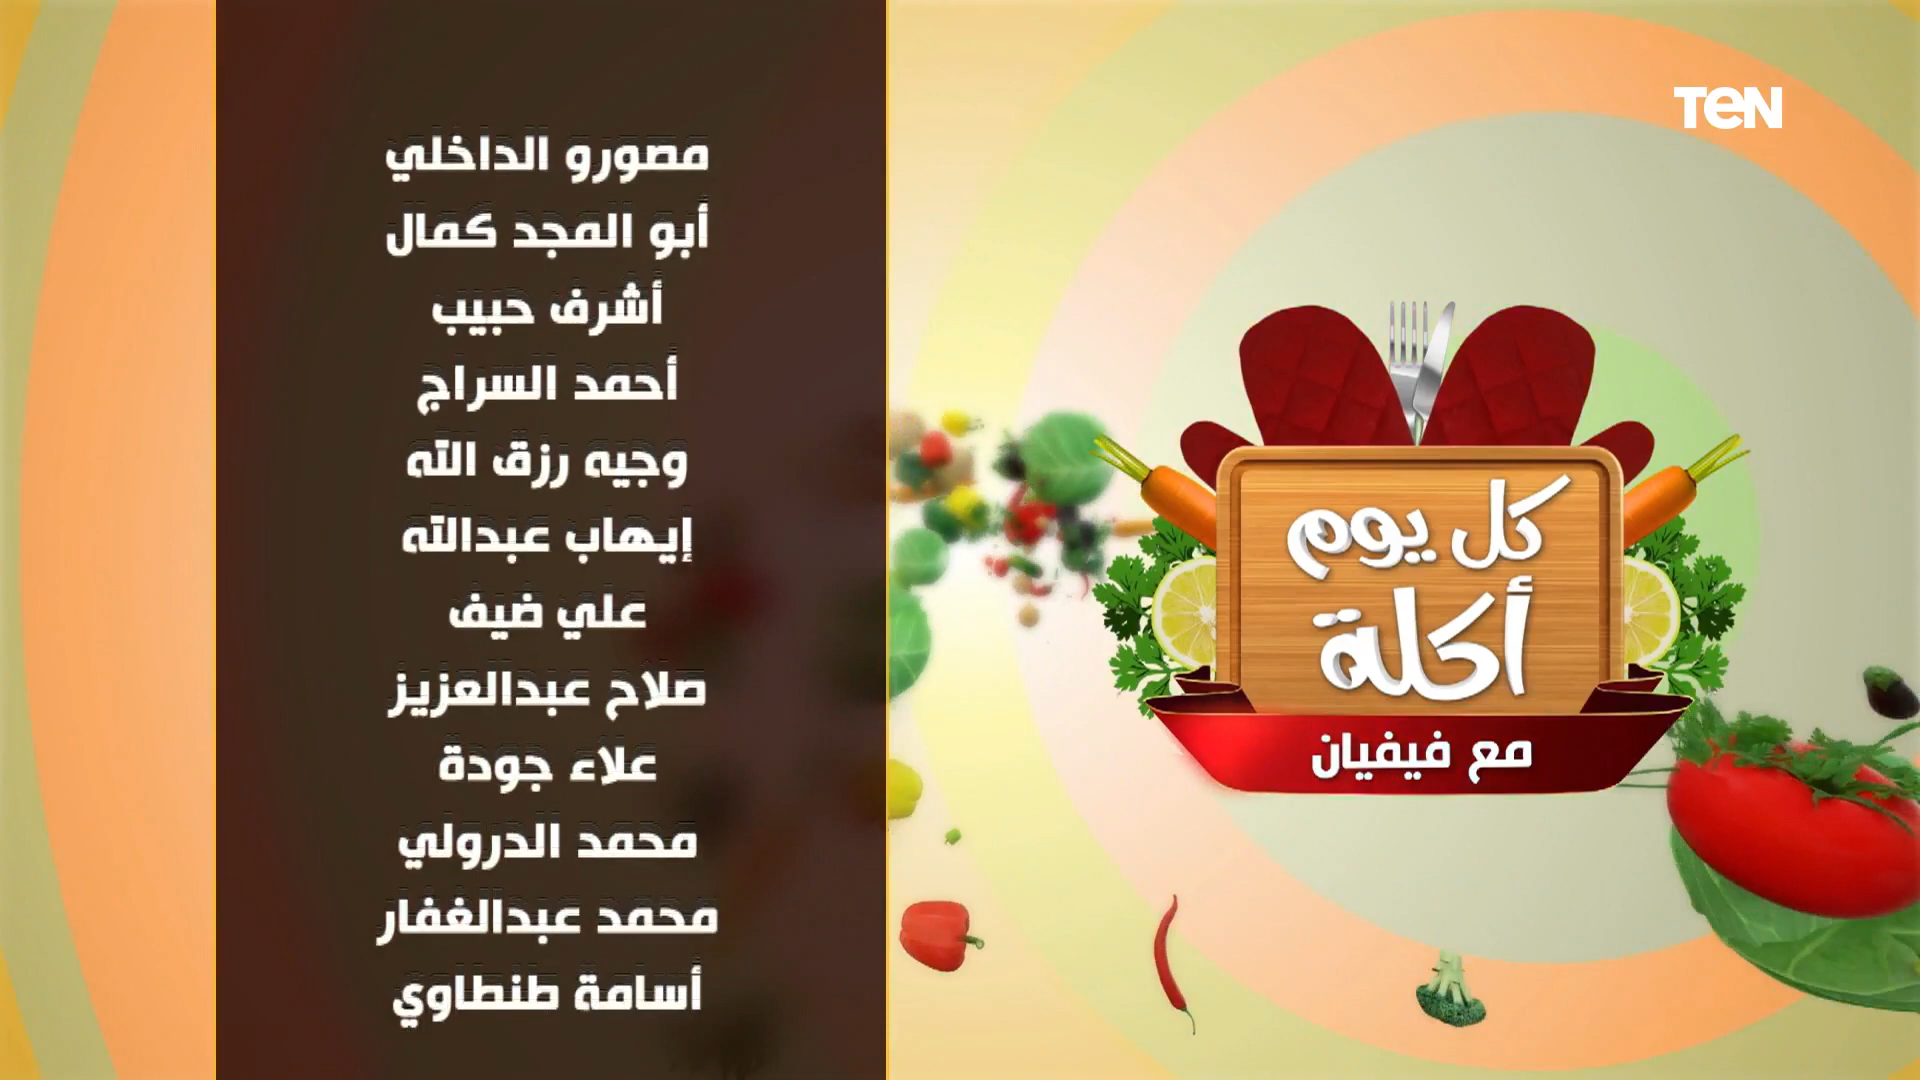 TEN
مصورو الداخلي
أبو المجد كمال
أشرف حبيب
أحمد السراج
وجيه رزق الله
إيهاب عبدالله
علي ضيف
صلاح عبدالعزيز
علاء جودة
محمد الدرولي
محمد عبدالغفار
أسامة طنطاوي
كل يوم
أكلة
مع فيفيان